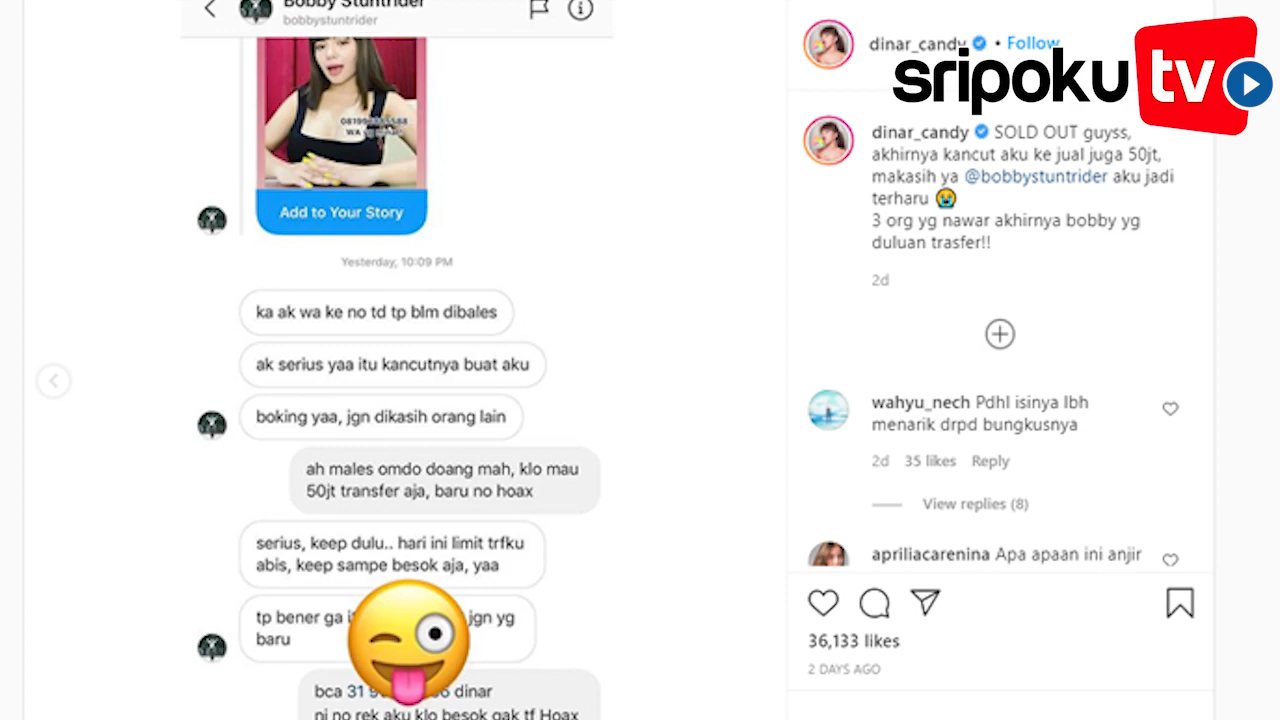 Bobby Stuntrider
bobbystuntrider
WA
Add to Your Story
Yesterday, 10:09 PM
ka ak wa ke no td tp blm dibales
ak serius yaa itu kancutnya buat aku
boking yaa, jgn dikasih orang lain
ah males omdo doang mah, klo mau
50jt transfer aja, baru no hoax
serius, keep dulu.. hari ini limit trfku
abis, keep sampe besok aja, yaa
tp bener ga jgn yg
baru
bca 31 dinar
ni no rek aku klo besok gak tf Hoax
dinar_candy • Follow
sripoku tv
dinar_candy SOLD OUT guyss,
akhirnya kancut aku ke jual juga 50jt,
makasih ya @bobbystuntrider aku jadi
terharu 😭
3 org yg nawar akhirnya bobby yg
duluan trasfer!!
2d
wahyu_nech Pdhl isinya lbh
menarik drpd bungkusnya
2d 35 likes Reply
View replies (8)
apriliacarenina Apa apaan ini anjir
36,133 likes
2 DAYS AGO